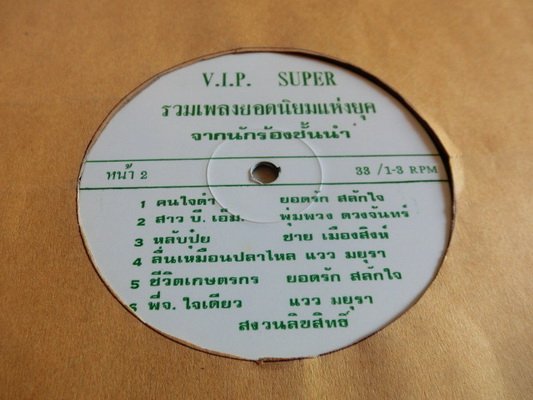 V.I.P. SUPER
รวมเพลงยอดนิยมแห่งยุค
จากนักร้องชั้นนำ
หน้า 2 33 /1-3 RPM
1 คนใจดำ ยอดรัก สลักใจ
2 สาว บี. เอ็ม. พุ่มพวง ดวงจันทร์
3 หลับปุ๋ย ชาย เมืองสิงห์
4 ลื่นเหมือนปลาไหล แวว มยุรา
5 ชีวิตเกษตรกร ยอดรัก สลักใจ
6 พี่จ๋า ใจเดียว แวว มยุรา
สงวนลิขสิทธิ์